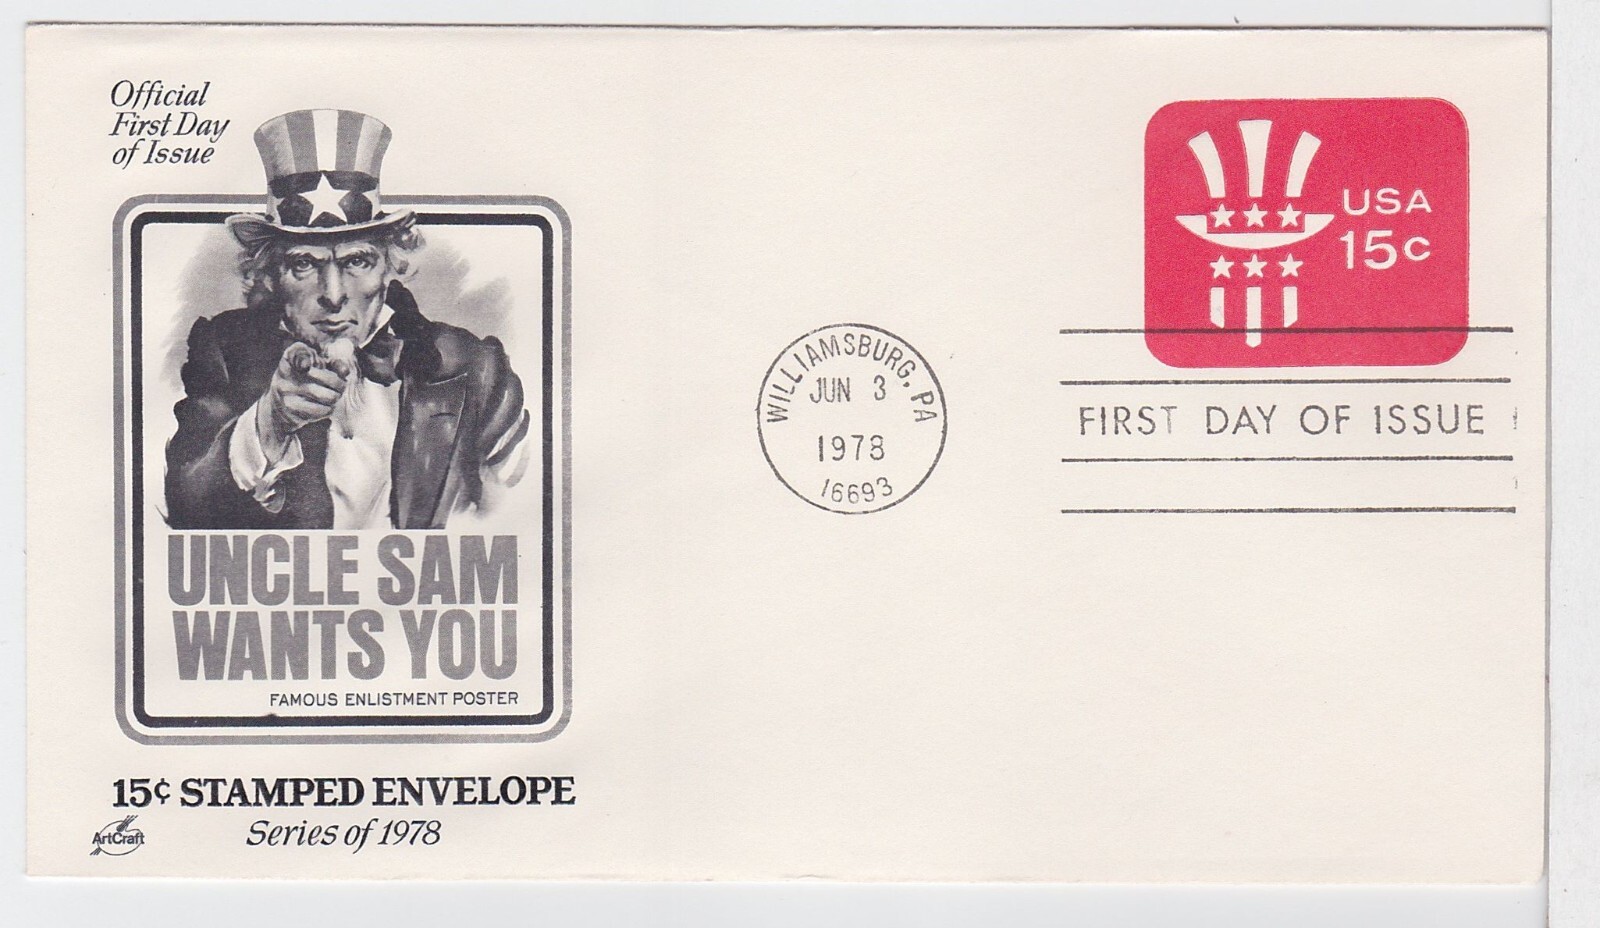 Official
First Day
of Issue
UNCLE SAM
WANTS YOU
FAMOUS ENLISTMENT POSTER
15¢ STAMPED ENVELOPE
Series of 1978
ArtCraft
WILLIAMSBURG, PA
JUN 3
1978
16693
USA
15c
FIRST DAY OF ISSUE